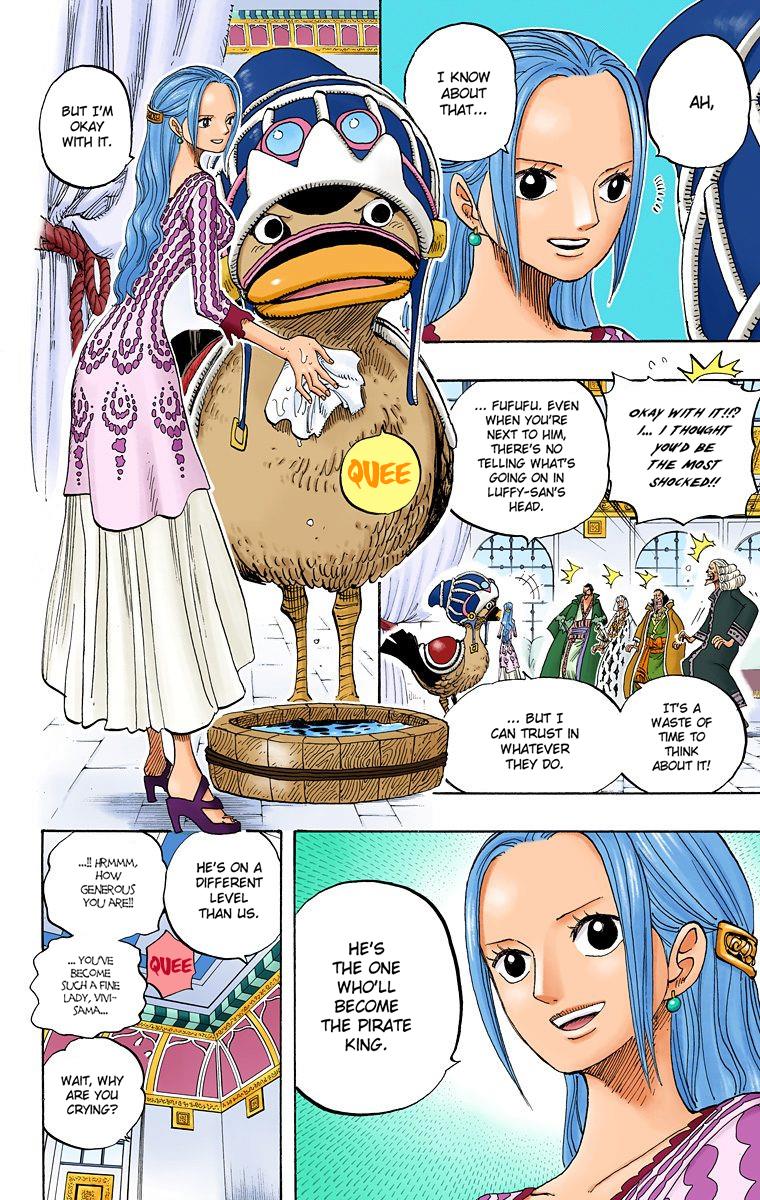 AH,
I KNOW
ABOUT
THAT...
BUT I'M
OKAY
WITH IT.
QUEE
OKAY WITH IT!!?
I... I THOUGHT
YOU'D BE
THE MOST
SHOCKED!!
... FUFUFU. EVEN
WHEN YOU'RE
NEXT TO HIM,
THERE'S NO
TELLING WHAT'S
GOING ON IN
LUFFY-SAN'S
HEAD.
IT'S A
WASTE OF
TIME TO
THINK
ABOUT IT!
... BUT I
CAN TRUST IN
WHATEVER
THEY DO.
HE'S
THE ONE
WHO'LL
BECOME
THE PIRATE
KING.
HE'S ON A
DIFFERENT
LEVEL
THAN US.
...!! HRMMM,
HOW
GENEROUS
YOU ARE!!
QUEE
... YOU'VE
BECOME
SUCH A FINE
LADY, VIVI-
SAMA...
WAIT, WHY
ARE YOU
CRYING?